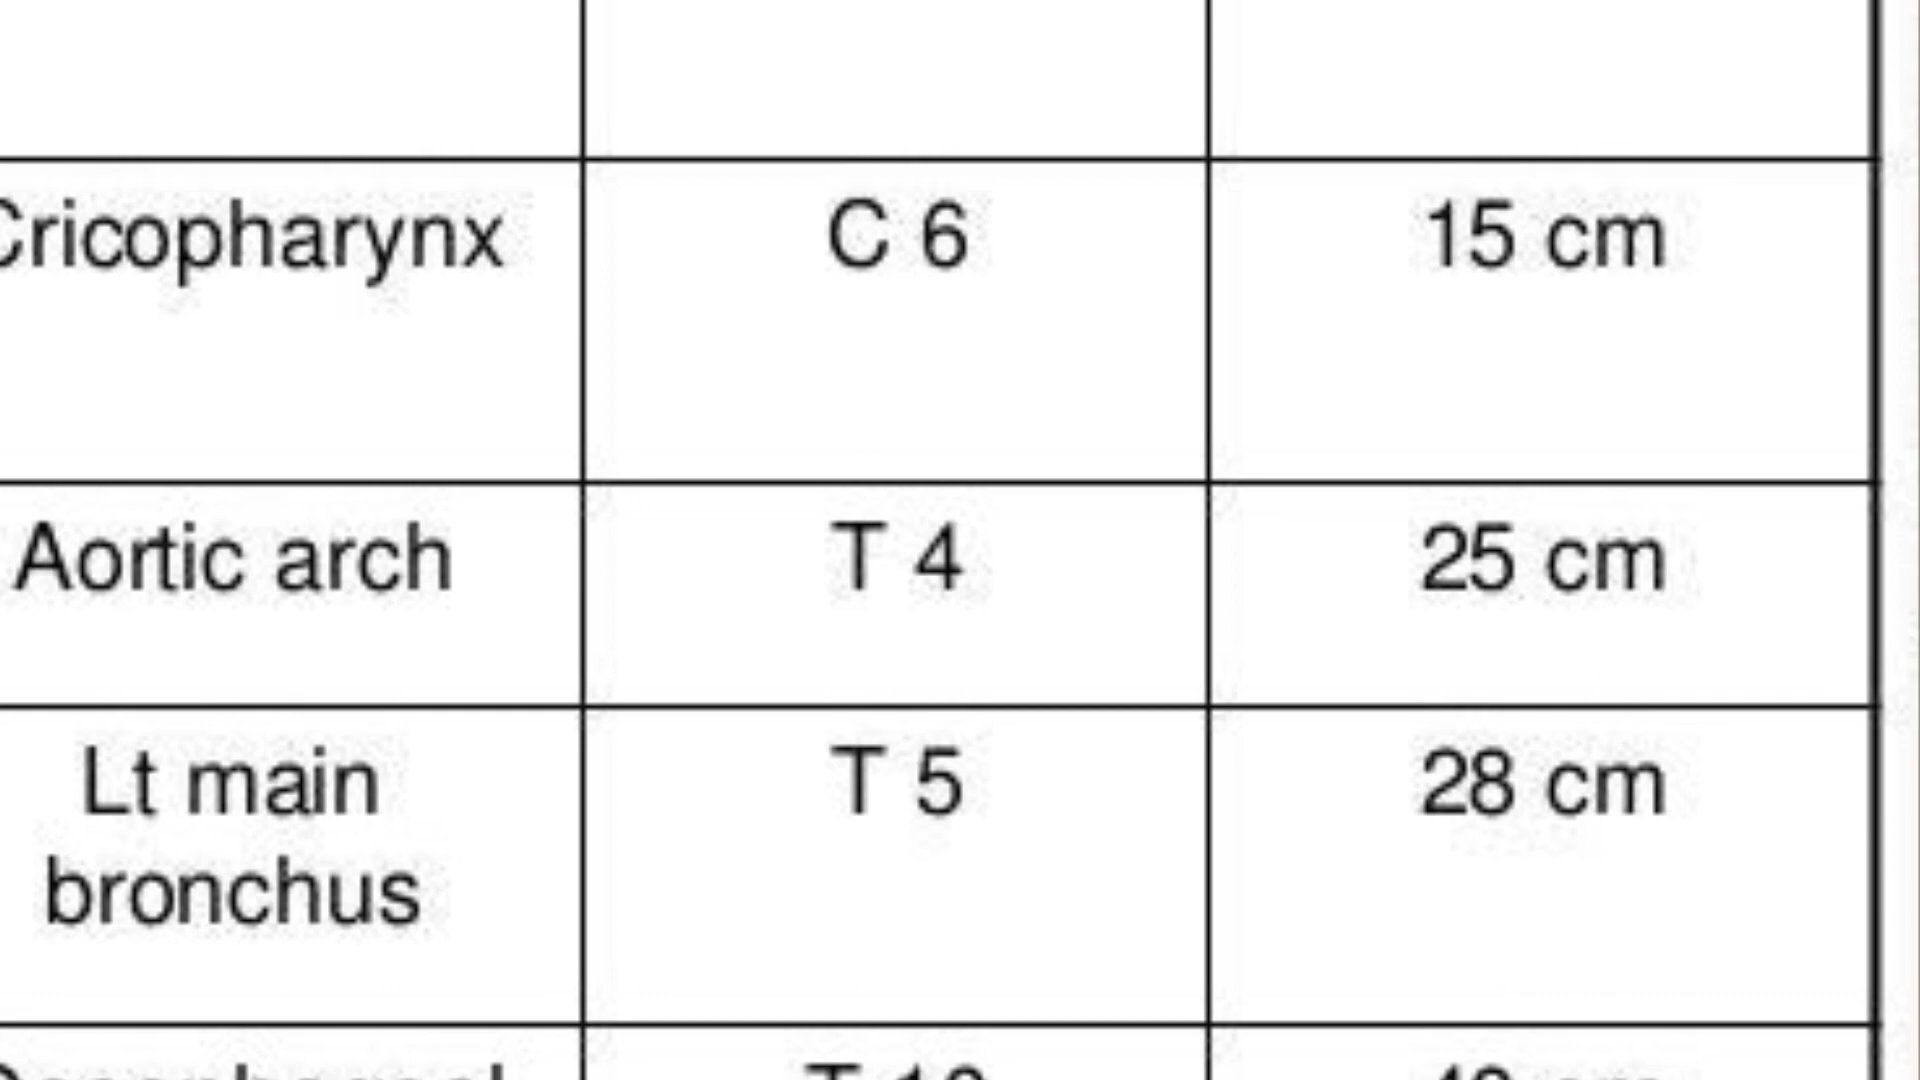 Cricopharynx C 6 15 cm
Aortic arch T 4 25 cm
Lt main T 5 28 cm
bronchus